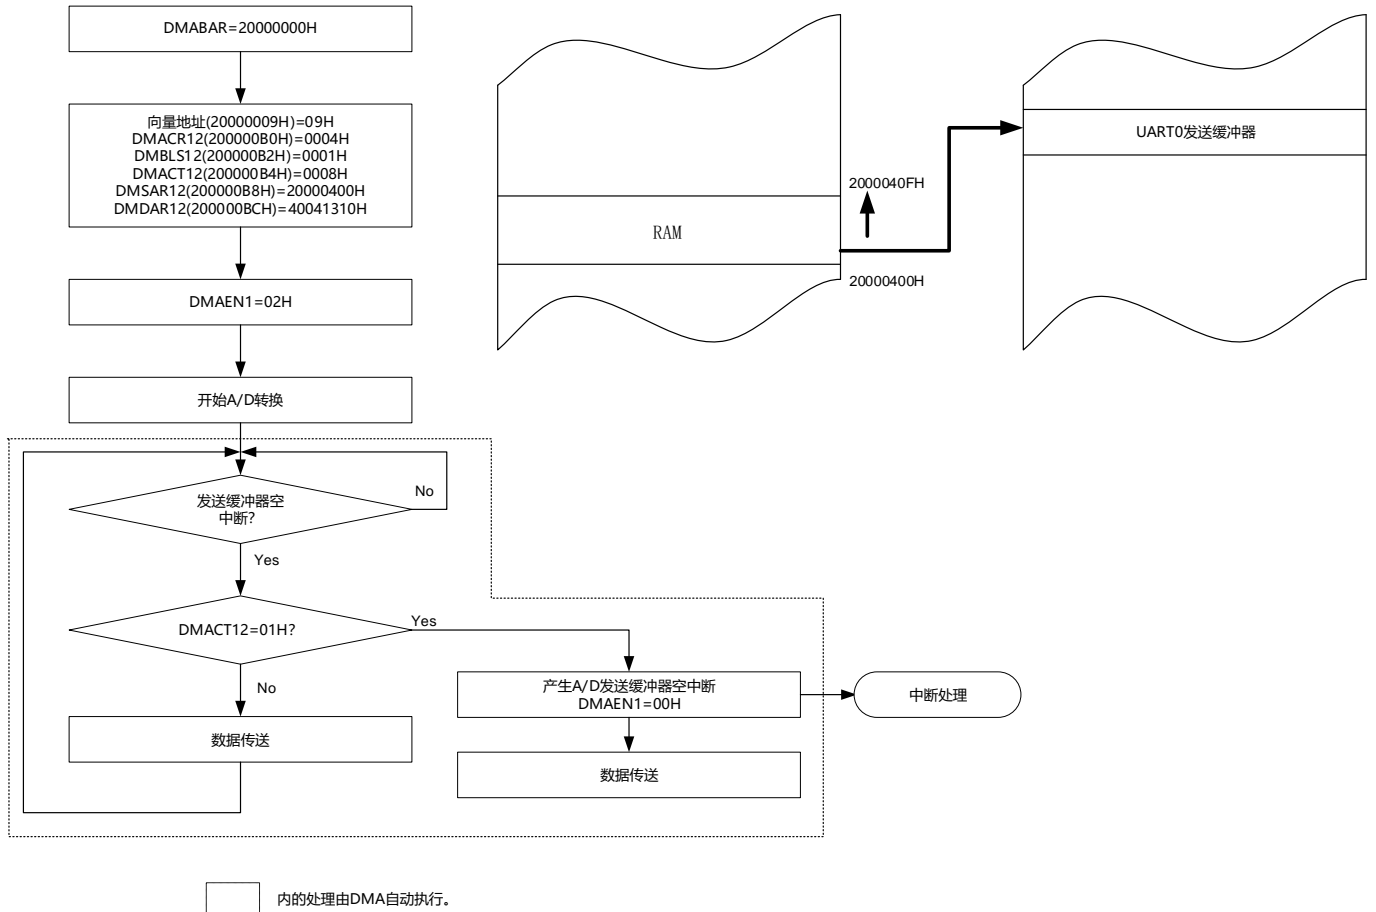 DMABAR=20000000H
向量地址(20000009H)=09H
DMACR12(200000B0H)=0004H
DMBLS12(200000B2H)=0001H
DMACT12(200000B4H)=0008H
DMSAR12(200000B8H)=20000400H
DMDAR12(200000BCH)=40041310H
DMAEN1=02H
开始A/D转换
发送缓冲器空
中断?
No
Yes
DMACT12=01H?
Yes
No
数据传送
产生A/D发送缓冲器空中断
DMAEN1=00H
数据传送
中断处理
RAM
2000040FH
20000400H
UART0发送缓冲器
内的处理由DMA自动执行。